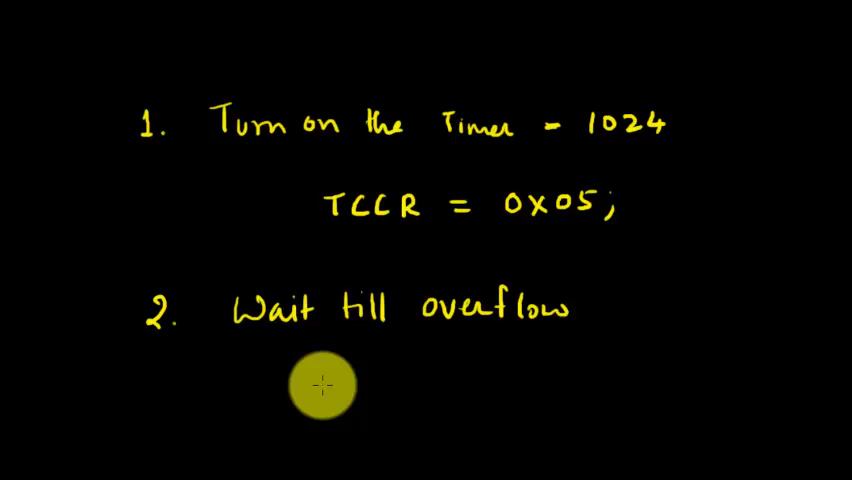 1. Turn on the Timer - 1024
TCCR = 0X05;
2. Wait till overflow